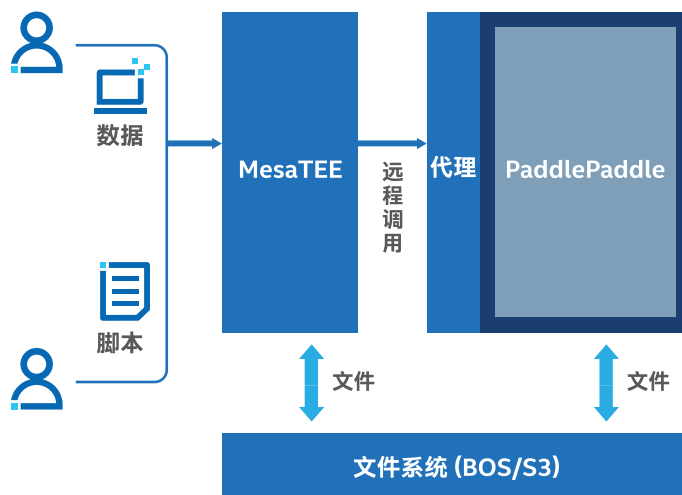 数据
脚本
MesaTEE
远程调用
代理
PaddlePaddle
文件
文件
文件系统 (BOS/S3)